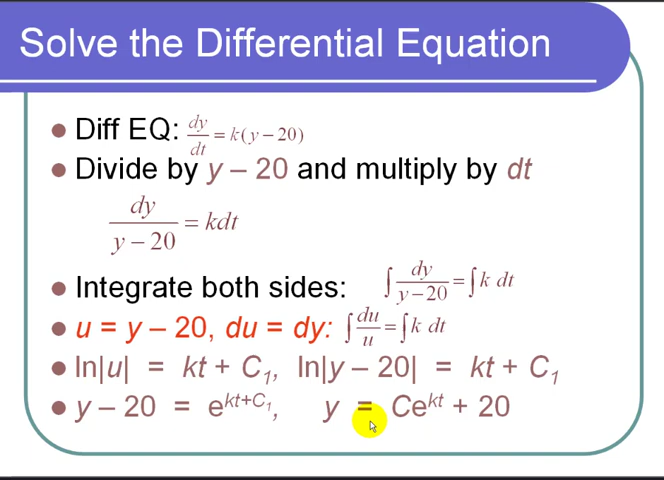 Solve the Differential Equation
• Diff EQ: dy/dt = k(y – 20)
• Divide by y – 20 and multiply by dt
dy/(y – 20) = kdt
• Integrate both sides: ∫ dy/(y – 20) = ∫ k dt
• u = y – 20, du = dy: ∫ du/u = ∫ k dt
• ln|u| = kt + C₁, ln|y – 20| = kt + C₁
• y – 20 = e^(kt+C₁), y = Ce^(kt) + 20